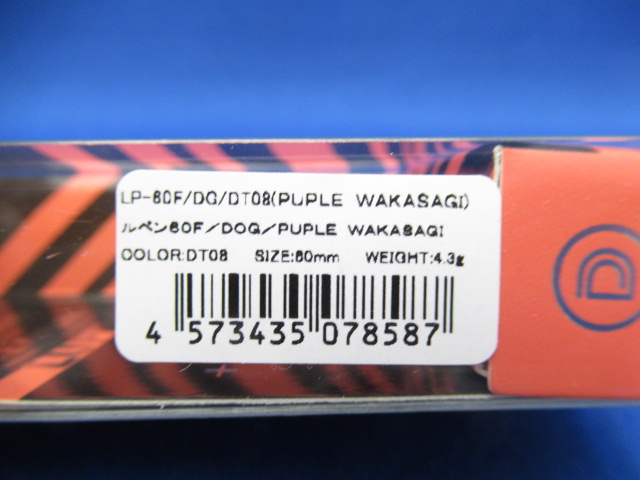 LP-60F/DG/DT08(PUPLE WAKASAGI)
ルペン60F/DOG/PUPLE WAKASAGI
COLOR:DT08 SIZE:60mm WEIGHT:4.3g
4 573435 078587
D